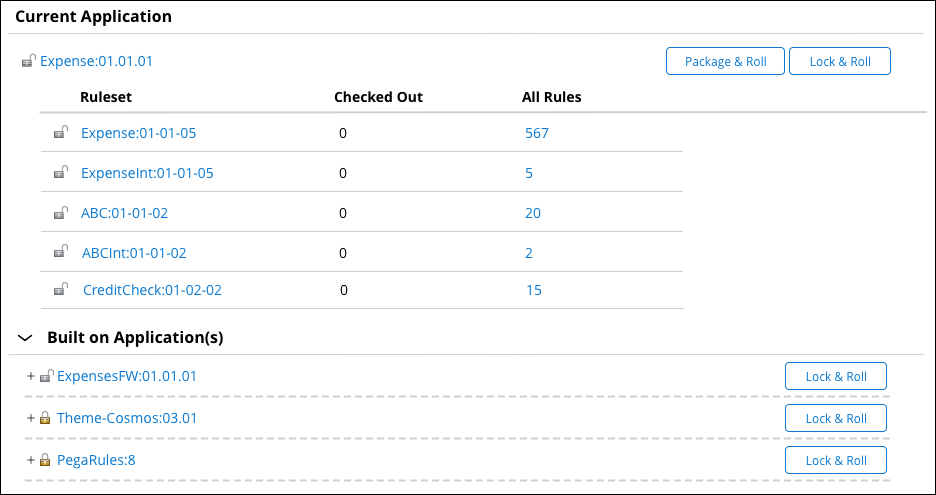 Current Application
Expense:01.01.01 Package & Roll Lock & Roll
Ruleset Checked Out All Rules
Expense:01-01-05 0 567
ExpenseInt:01-01-05 0 5
ABC:01-01-02 0 20
ABCInt:01-01-02 0 2
CreditCheck:01-02-02 0 15
Built on Application(s)
+ ExpensesFW:01.01.01 Lock & Roll
+ Theme-Cosmos:03.01 Lock & Roll
+ PegaRules:8 Lock & Roll